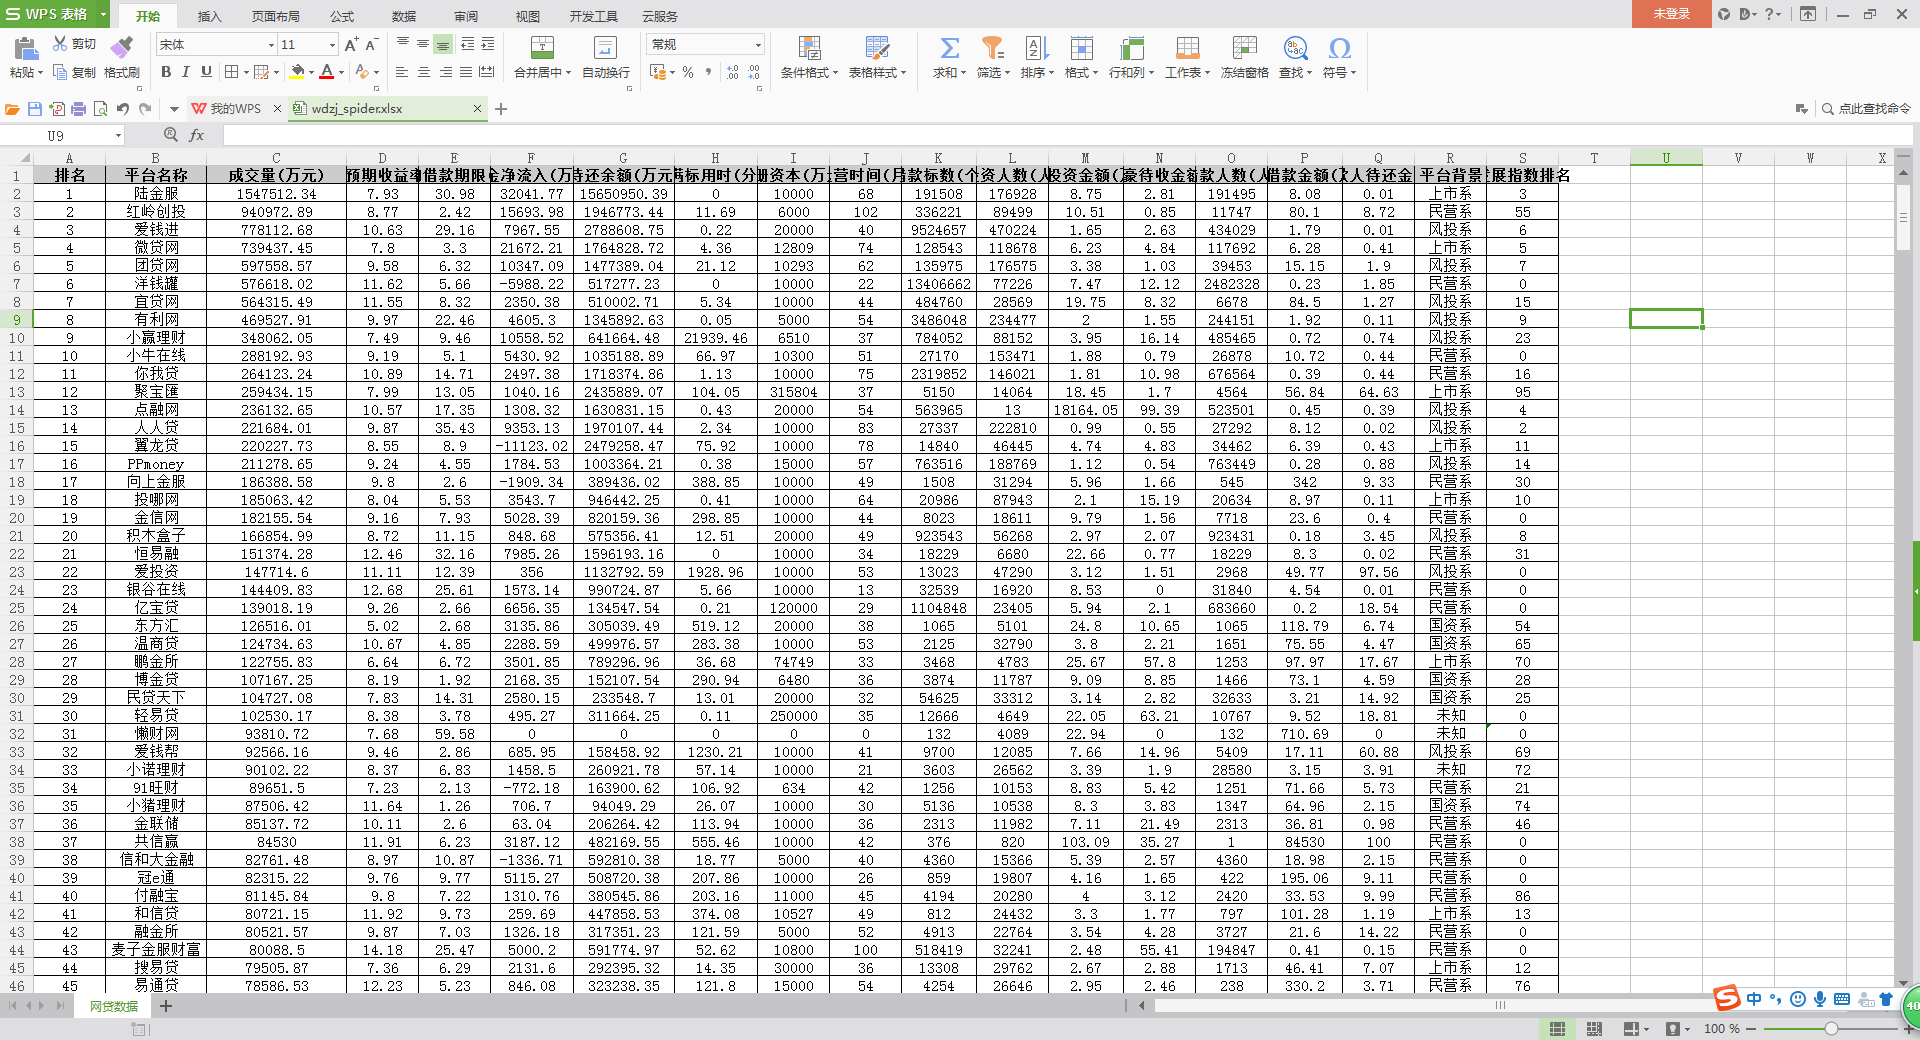 WPS 表格 开始 插入 页面布局 公式 数据 审阅 视图 开发工具 云服务 未登录
剪切 宋体 11 常规
粘贴 复制 格式刷 B I U 合并居中 自动换行 % 条件格式 表格样式 求和 筛选 排序 格式 行和列 工作表 冻结窗格 查找 符号
我的WPS wdzj_spider.xlsx 点此查找命令
U9 fx
A B C D E F G H I J K L M N O P Q R S T U V W X
1 排名 平台名称 成交量(万元) 预期收益率 借款期限 金净流入(万 待还余额(万元 满标用时(分 册资本(万 营时间(月 借款标数(个 资人数(人 投资金额( 豪待收金额 款人数(人 借款金额( 人待还金 平台背景 展指数排名
2 1 陆金服 1547512.34 7.93 30.98 32041.77 15650950.39 0 10000 68 191508 176928 8.75 2.81 191495 8.08 0.01 上市系 3
3 2 红岭创投 940972.89 8.77 2.42 15693.98 1946773.44 11.69 6000 102 336221 89499 10.51 0.85 11747 80.1 8.72 民营系 55
4 3 爱钱进 778112.68 10.63 29.16 7967.55 2788608.75 0.22 20000 40 9524657 470224 1.65 2.63 434029 1.79 0.01 风投系 6
5 4 微贷网 739437.45 7.8 3.3 21672.21 1764828.72 4.36 12809 74 128543 118678 6.23 4.84 117692 6.28 0.41 上市系 5
6 5 团贷网 597558.57 9.58 6.32 10347.09 1477389.04 21.12 10293 62 135975 176575 3.38 1.03 39453 15.15 1.9 风投系 7
7 6 洋钱罐 576618.02 11.62 5.66 -5988.22 517277.23 0 10000 22 13406662 77226 7.47 12.12 2482328 0.23 1.85 民营系 0
8 7 宜贷网 564315.49 11.55 8.32 2350.38 510002.71 5.34 10000 44 484760 28569 19.75 8.32 6678 84.5 1.27 风投系 15
9 8 有利网 469527.91 9.97 22.46 4605.3 1345892.63 0.05 5000 54 3486048 234477 2 1.55 244151 1.92 0.11 风投系 9
10 9 小赢理财 348062.05 7.49 9.46 10558.52 641664.48 21939.46 6510 37 784052 88152 3.95 16.14 485465 0.72 0.74 风投系 23
11 10 小牛在线 288192.93 9.19 5.1 5430.92 1035188.89 66.97 10300 51 27170 153471 1.88 0.79 26878 10.72 0.44 民营系 0
12 11 你我贷 264123.24 10.89 14.71 2497.38 1718374.86 1.13 10000 75 2319852 146021 1.81 10.98 676564 0.39 0.44 民营系 16
13 12 聚宝匯 259434.15 7.99 13.05 1040.16 2435889.07 104.05 315804 37 5150 14064 18.45 1.7 4564 56.84 64.63 上市系 95
14 13 点融网 236132.65 10.57 17.35 1308.32 1630831.15 0.43 20000 54 563965 13 18164.05 99.39 523501 0.45 0.39 风投系 4
15 14 人人贷 221684.01 9.87 35.43 9353.13 1970107.44 2.34 10000 83 27337 222810 0.99 0.55 27292 8.12 0.02 风投系 2
16 15 翼龙贷 220227.73 8.55 8.9 -11123.02 2479258.47 75.92 10000 78 14840 46445 4.74 4.83 34462 6.39 0.43 上市系 11
17 16 PPmoney 211278.65 9.24 4.55 1784.53 1003364.21 0.38 15000 57 763516 188769 1.12 0.54 763449 0.28 0.88 风投系 14
18 17 向上金服 186388.58 9.8 2.6 -1909.34 389436.02 388.85 10000 49 1508 31294 5.96 1.66 545 342 9.33 民营系 30
19 18 投哪网 185063.42 8.04 5.53 3543.7 946442.25 0.41 10000 64 20986 87943 2.1 15.19 20634 8.97 0.11 上市系 10
20 19 金信网 182155.54 9.16 7.93 5028.39 820159.36 298.85 10000 44 8023 18611 9.79 1.56 7718 23.6 0.4 民营系 0
21 20 积木盒子 166854.99 8.72 11.15 848.68 575356.41 12.51 20000 49 923543 56268 2.97 2.07 923431 0.18 3.45 风投系 8
22 21 恒易融 151374.28 12.46 32.16 7985.26 1596193.16 0 10000 34 18229 6680 22.66 0.77 18229 8.3 0.02 民营系 31
23 22 爱投资 147714.6 11.11 12.39 356 1132792.59 1928.96 10000 53 13023 47290 3.12 1.51 2968 49.77 97.56 风投系 0
24 23 银谷在线 144409.83 12.68 25.61 1573.14 990724.87 5.66 10000 13 32539 16920 8.53 0 31840 4.54 0.01 民营系 0
25 24 亿宝贷 139018.19 9.26 2.66 6656.35 134547.54 0.21 120000 29 1104848 23405 5.94 2.1 683660 0.2 18.54 民营系 0
26 25 东方汇 126516.01 5.02 2.68 3135.86 305039.49 519.12 20000 38 1065 5101 24.8 10.65 1065 118.79 6.74 国资系 54
27 26 温商贷 124734.63 10.67 4.85 2288.59 499976.57 283.38 10000 53 2125 32790 3.8 2.21 1651 75.55 4.47 国资系 65
28 27 鹏金所 122755.83 6.64 6.72 3501.85 789296.96 36.68 74749 33 3468 4783 25.67 57.8 1253 97.97 17.67 上市系 70
29 28 博金贷 107167.25 8.19 1.92 2168.35 152107.54 290.94 6480 36 3874 11787 9.09 8.85 1466 73.1 4.59 国资系 28
30 29 民贷天下 104727.08 7.83 14.31 2580.15 233548.7 13.01 20000 32 54625 33312 3.14 2.82 32633 3.21 14.92 国资系 25
31 30 轻易贷 102530.17 8.38 3.78 495.27 311664.25 0.11 250000 35 12666 4649 22.05 63.21 10767 9.52 18.81 未知 0
32 31 懒财网 93810.72 7.68 59.58 0 0 0 0 0 132 4089 22.94 0 132 710.69 0 未知 0
33 32 爱钱帮 92566.16 9.46 2.86 685.95 158458.92 1230.21 10000 41 9700 12085 7.66 14.96 5409 17.11 60.88 风投系 69
34 33 小诺理财 90102.22 8.37 6.83 1458.5 260921.78 57.14 10000 21 3603 26562 3.39 1.9 28580 3.15 3.91 未知 72
35 34 91旺财 89651.5 7.23 2.13 -772.18 163900.62 106.92 634 42 1256 10153 8.83 5.42 1251 71.66 5.73 民营系 21
36 35 小猪理财 87506.42 11.64 1.26 706.7 94049.29 26.07 10000 30 5136 10538 8.3 3.83 1347 64.96 2.15 国资系 74
37 36 金联储 85137.72 10.11 2.6 63.04 206264.42 113.94 10000 36 2313 11982 7.11 21.49 2313 36.81 0.98 民营系 46
38 37 共信赢 84530 11.91 6.23 3187.12 482169.55 555.46 10000 42 376 820 103.09 35.27 1 84530 100 民营系 0
39 38 信和大金融 82761.48 8.97 10.87 -1336.71 592810.38 18.77 5000 40 4360 15366 5.39 2.57 4360 18.98 2.15 民营系 0
40 39 冠e通 82315.22 9.76 9.77 5115.27 508720.38 207.86 10000 26 859 19807 4.16 1.65 422 195.06 9.11 民营系 0
41 40 付融宝 81145.84 9.8 7.22 1310.76 380545.86 203.16 11000 45 4194 20280 4 3.12 2420 33.53 9.99 民营系 86
42 41 和信贷 80721.15 11.92 9.73 259.69 447858.53 374.08 10527 49 812 24432 3.3 1.77 797 101.28 1.19 上市系 13
43 42 融金所 80521.57 9.87 7.03 1326.18 317351.23 121.59 5000 52 4913 22764 3.54 4.28 3727 21.6 14.22 民营系 0
44 43 麦子金服财富 80088.5 14.18 25.47 5000.2 591774.97 52.62 10800 100 518419 32241 2.48 55.41 194847 0.41 0.15 民营系 0
45 44 搜易贷 79505.87 7.36 6.29 2131.6 292395.32 14.35 30000 36 13308 29762 2.67 2.88 1713 46.41 7.07 上市系 12
46 45 易通贷 78586.53 12.23 5.23 846.08 323238.35 121.8 15000 54 4254 26646 2.95 2.46 238 330.2 3.71 民营系 76
网贷数据 中 40
100 %